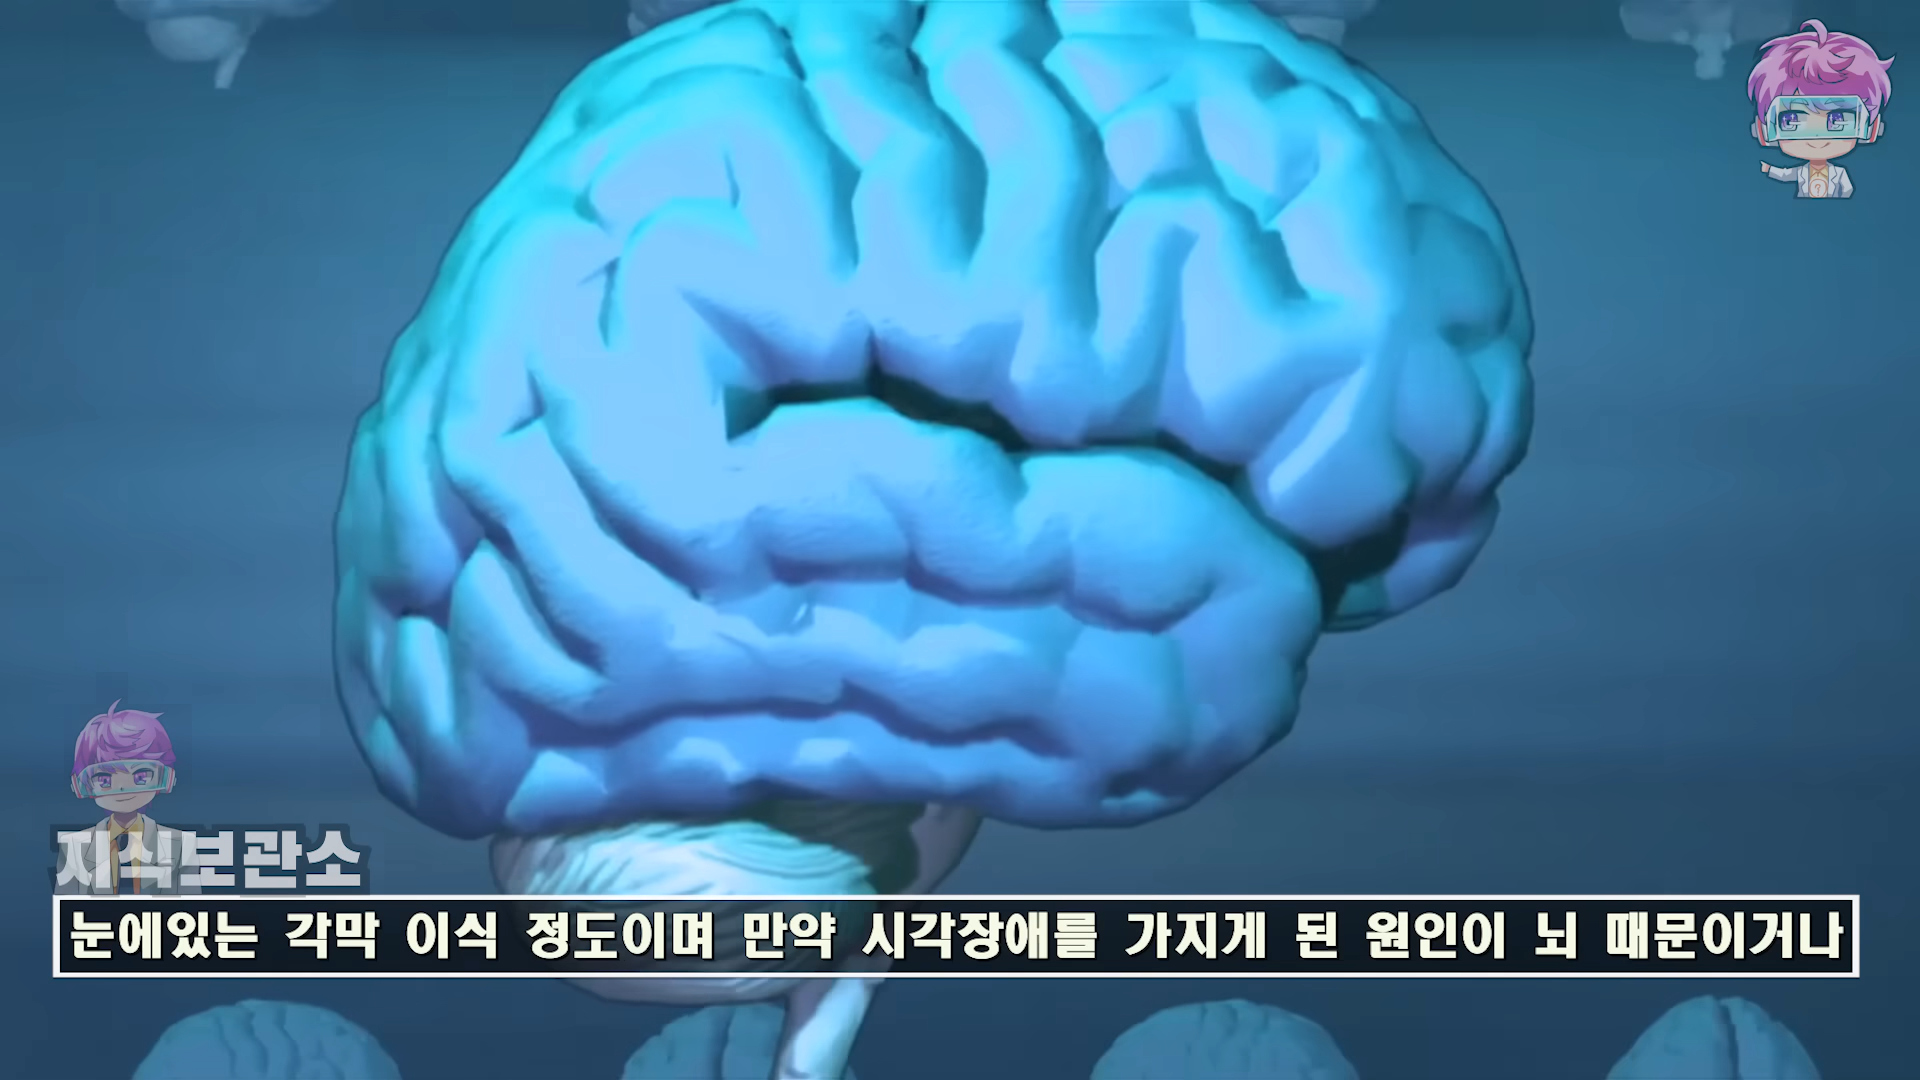 지식보관소
눈에있는 각막 이식 정도이며 만약 시각장애를 가지게 된 원인이 뇌 때문이거나